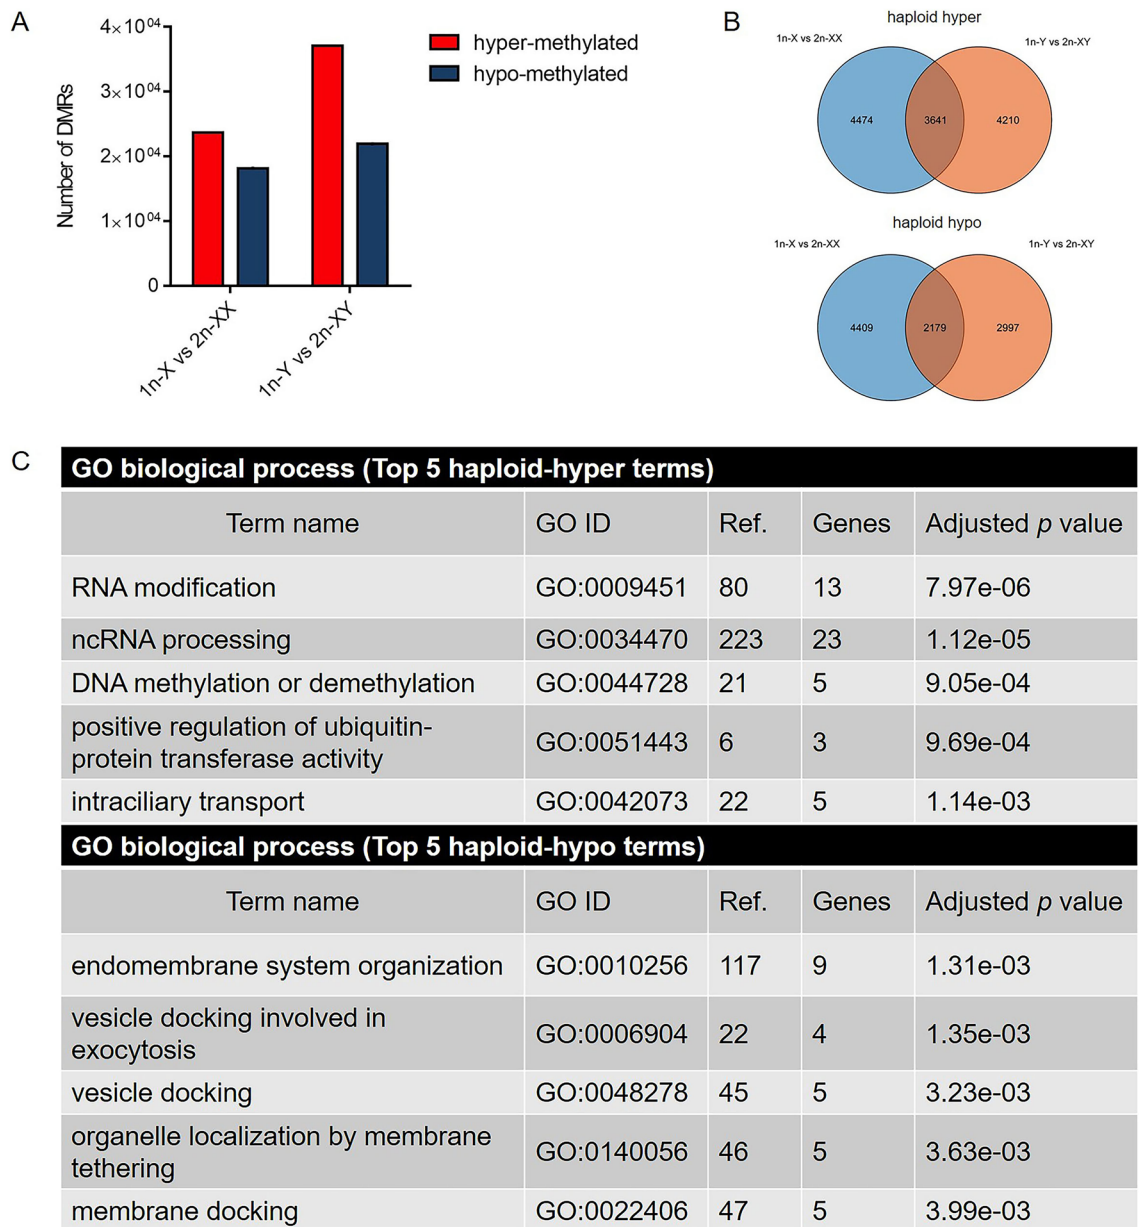 A
Number of DMRs
4×10⁰⁴
3×10⁰⁴
2×10⁰⁴
1×10⁰⁴
0
1n-X vs 2n-XX
1n-Y vs 2n-XY
hyper-methylated
hypo-methylated
B
haploid hyper
1n-X vs 2n-XX
1n-Y vs 2n-XY
4474 3641 4210
haploid hypo
1n-X vs 2n-XX
1n-Y vs 2n-XY
4409 2179 2997
C
GO biological process (Top 5 haploid-hyper terms)
Term name GO ID Ref. Genes Adjusted p value
RNA modification GO:0009451 80 13 7.97e-06
ncRNA processing GO:0034470 223 23 1.12e-05
DNA methylation or demethylation GO:0044728 21 5 9.05e-04
positive regulation of ubiquitin-
protein transferase activity GO:0051443 6 3 9.69e-04
intraciliary transport GO:0042073 22 5 1.14e-03
GO biological process (Top 5 haploid-hypo terms)
Term name GO ID Ref. Genes Adjusted p value
endomembrane system organization GO:0010256 117 9 1.31e-03
vesicle docking involved in
exocytosis GO:0006904 22 4 1.35e-03
vesicle docking GO:0048278 45 5 3.23e-03
organelle localization by membrane
tethering GO:0140056 46 5 3.63e-03
membrane docking GO:0022406 47 5 3.99e-03